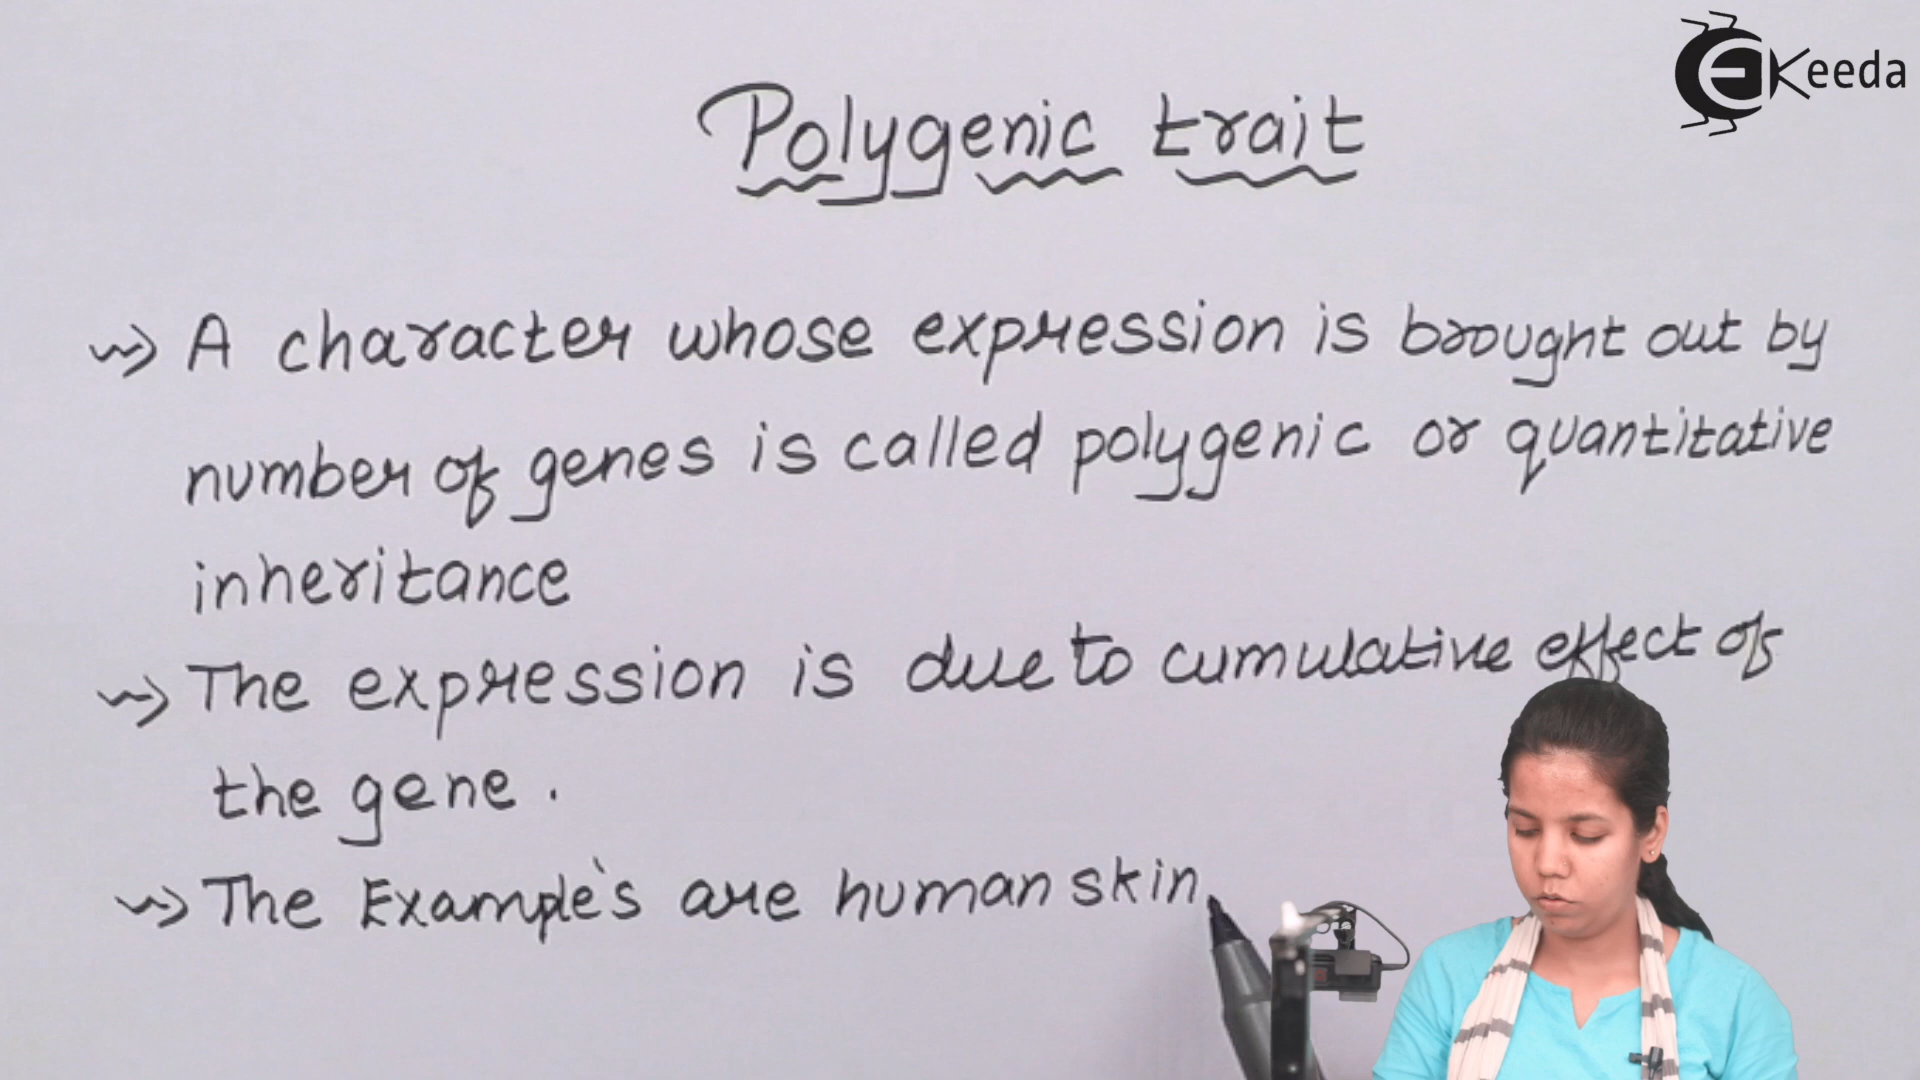 EKeeda
Polygenic trait
A character whose expression is brought out by
number of genes is called polygenic or quantitative
inheritance
The expression is due to cumulative effect of
the gene.
The Example's are human skin